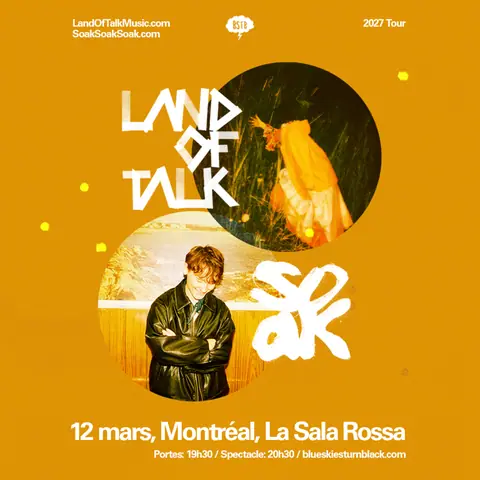 LandOfTalkMusic.com
SoakSoakSoak.com
BSTB
2027 Tour
LAND
OF
TALK
SOAK
12 mars, Montréal, La Sala Rossa
Portes: 19h30 / Spectacle: 20h30 / blueskiesturnblack.com